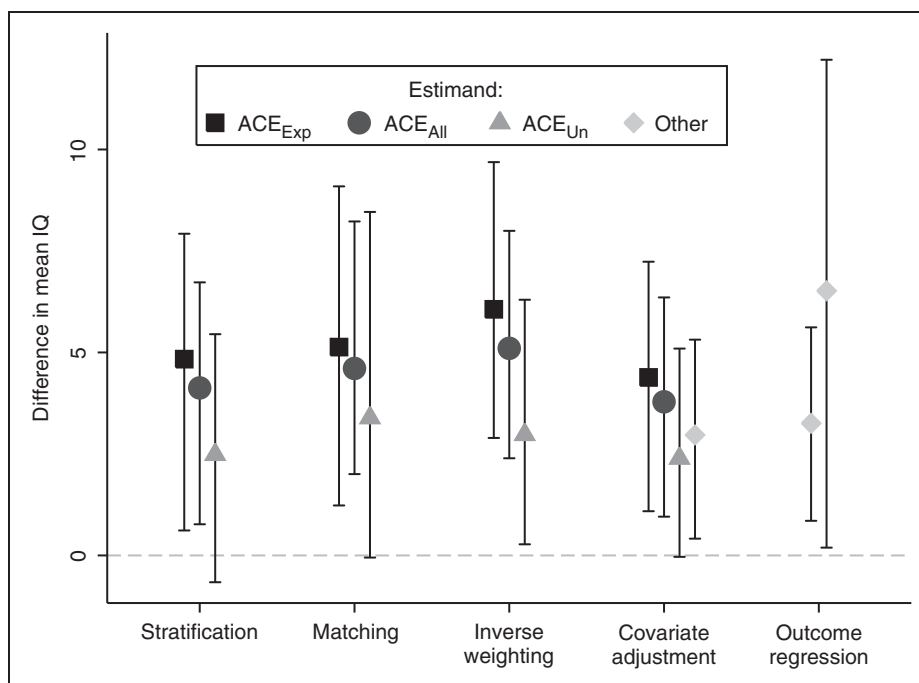 Estimand:
ACE_Exp ACE_All ACE_Un Other
Difference in mean IQ
10
5
0
Stratification Matching Inverse weighting Covariate adjustment Outcome regression